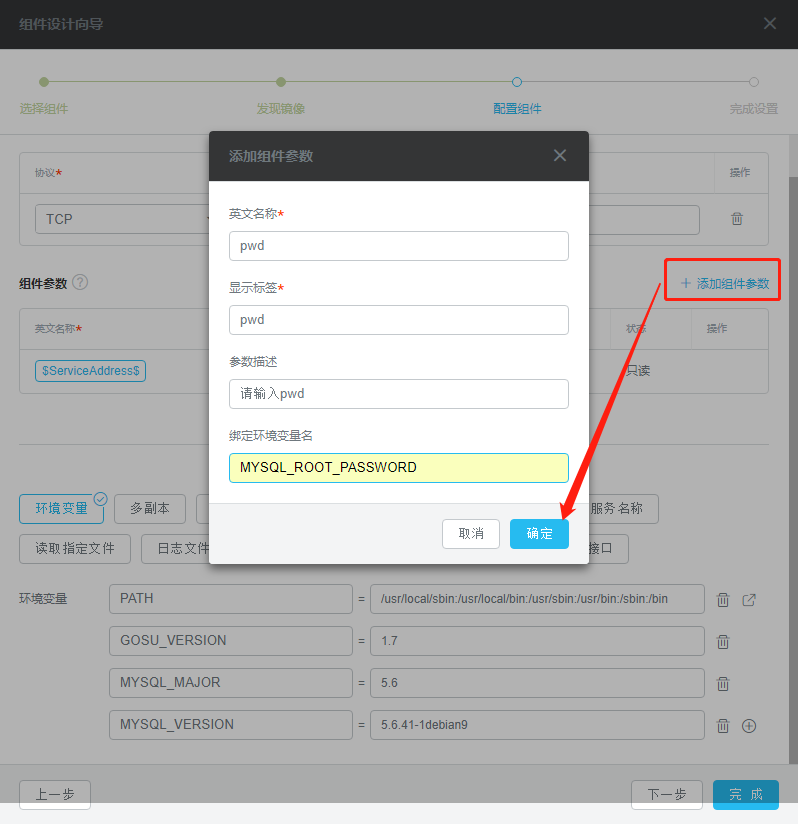 组件设计向导
选择组件
发现镜像
配置组件
完成设置
添加组件参数
协议*
操作
英文名称*
TCP
pwd
组件参数 ?
显示标签*
+ 添加组件参数
pwd
英文名称*
状态
操作
参数描述
$ServiceAddress$
只读
请输入pwd
绑定环境变量名
MYSQL_ROOT_PASSWORD
环境变量
多副本
服务名称
取消
确定
读取指定文件
日志文件
接口
环境变量
PATH = /usr/local/sbin:/usr/local/bin:/usr/sbin:/usr/bin:/sbin:/bin
GOSU_VERSION = 1.7
MYSQL_MAJOR = 5.6
MYSQL_VERSION = 5.6.41-1debian9
上一步
下一步
完成